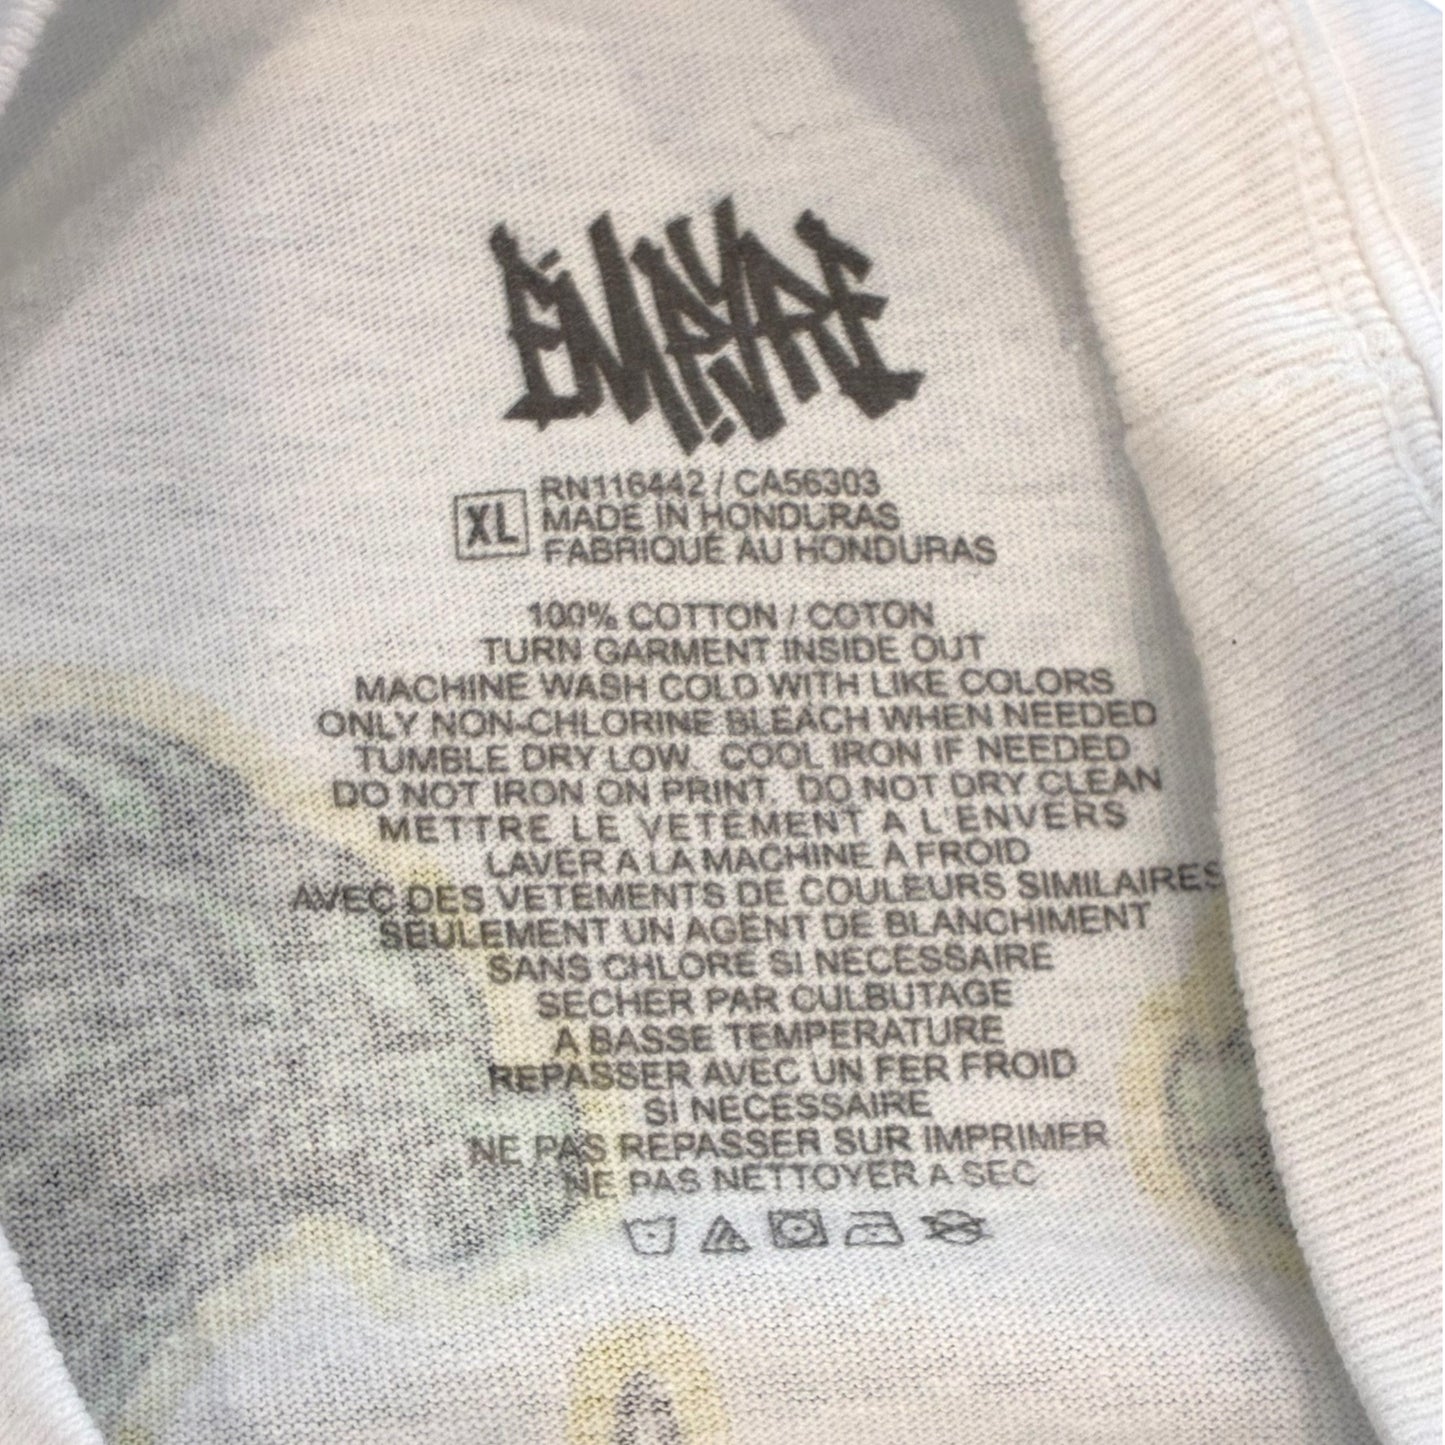 EMPYRE
RN116442 / CA56303
XL
MADE IN HONDURAS
FABRIQUÉ AU HONDURAS
100% COTTON / COTON
TURN GARMENT INSIDE OUT
MACHINE WASH COLD WITH LIKE COLORS
ONLY NON-CHLORINE BLEACH WHEN NEEDED
TUMBLE DRY LOW. COOL IRON IF NEEDED
DO NOT IRON ON PRINT. DO NOT DRY CLEAN
METTRE LE VETEMENT A L'ENVERS
LAVER A LA MACHINE A FROID
AVEC DES VETEMENTS DE COULEURS SIMILAIRES
SEULEMENT UN AGENT DE BLANCHIMENT
SANS CHLORE SI NECESSAIRE
SECHER PAR CULBUTAGE
A BASSE TEMPERATURE
REPASSER AVEC UN FER FROID
SI NECESSAIRE
NE PAS REPASSER SUR IMPRIMER
NE PAS NETTOYER A SEC